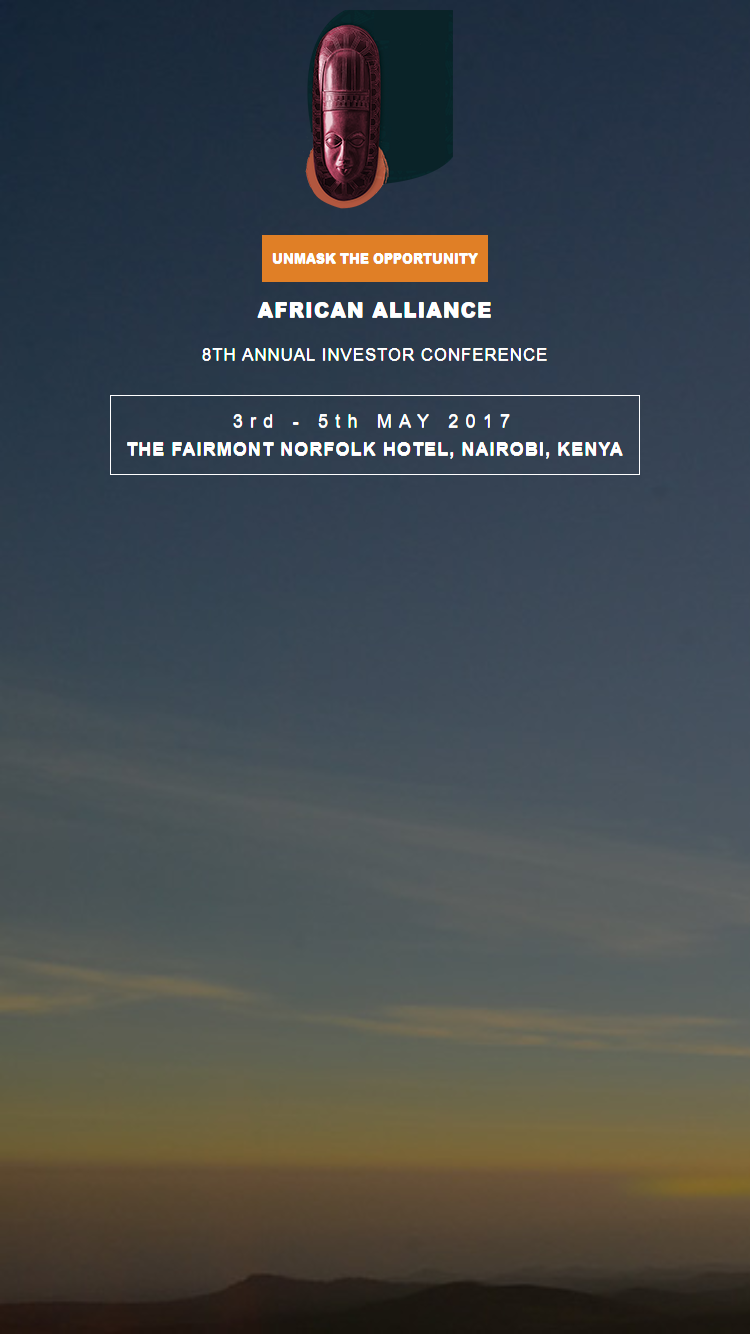 UNMASK THE OPPORTUNITY
AFRICAN ALLIANCE
8TH ANNUAL INVESTOR CONFERENCE
3rd - 5th MAY 2017
THE FAIRMONT NORFOLK HOTEL, NAIROBI, KENYA